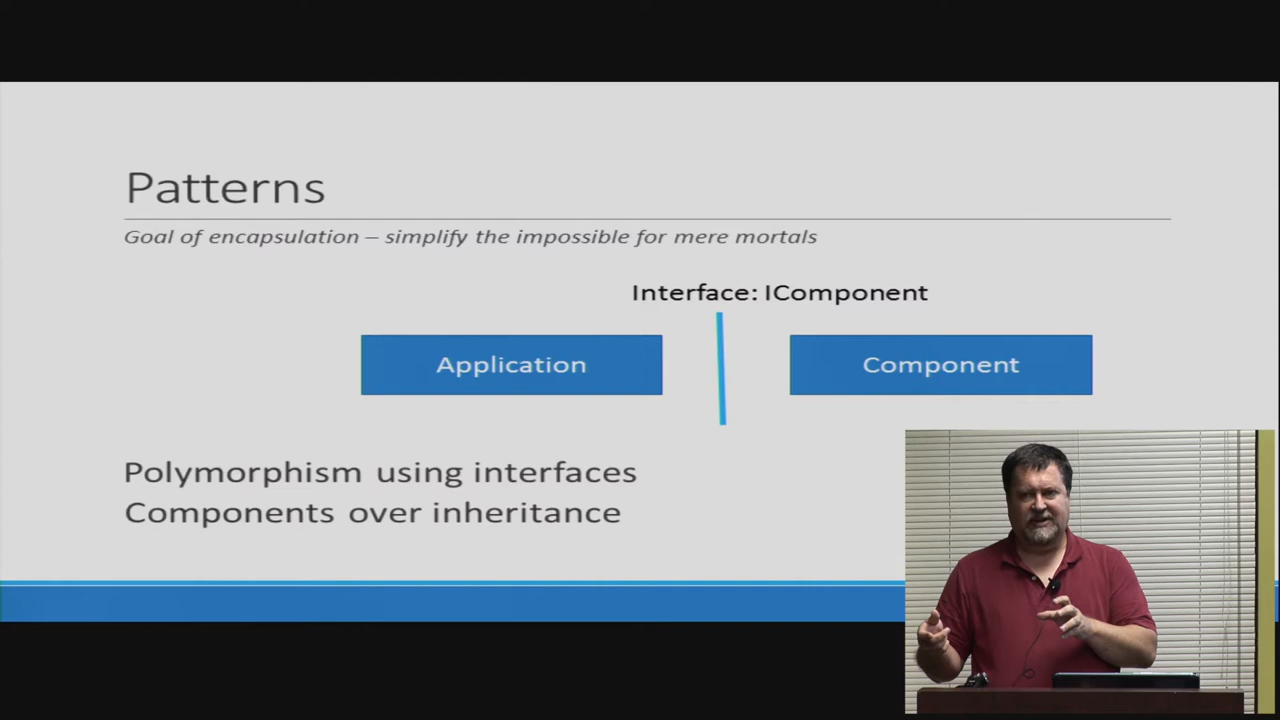 Patterns
Goal of encapsulation – simplify the impossible for mere mortals
Interface: IComponent
Application
Component
Polymorphism using interfaces
Components over inheritance